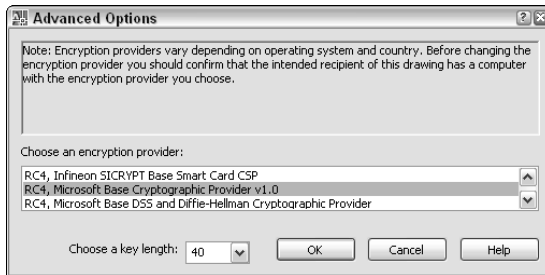 Advanced Options
Note: Encryption providers vary depending on operating system and country. Before changing the
encryption provider you should confirm that the intended recipient of this drawing has a computer
with the encryption provider you choose.
Choose an encryption provider:
RC4, Infineon SICRYPT Base Smart Card CSP
RC4, Microsoft Base Cryptographic Provider v1.0
RC4, Microsoft Base DSS and Diffie-Hellman Cryptographic Provider
Choose a key length: 40 OK Cancel Help